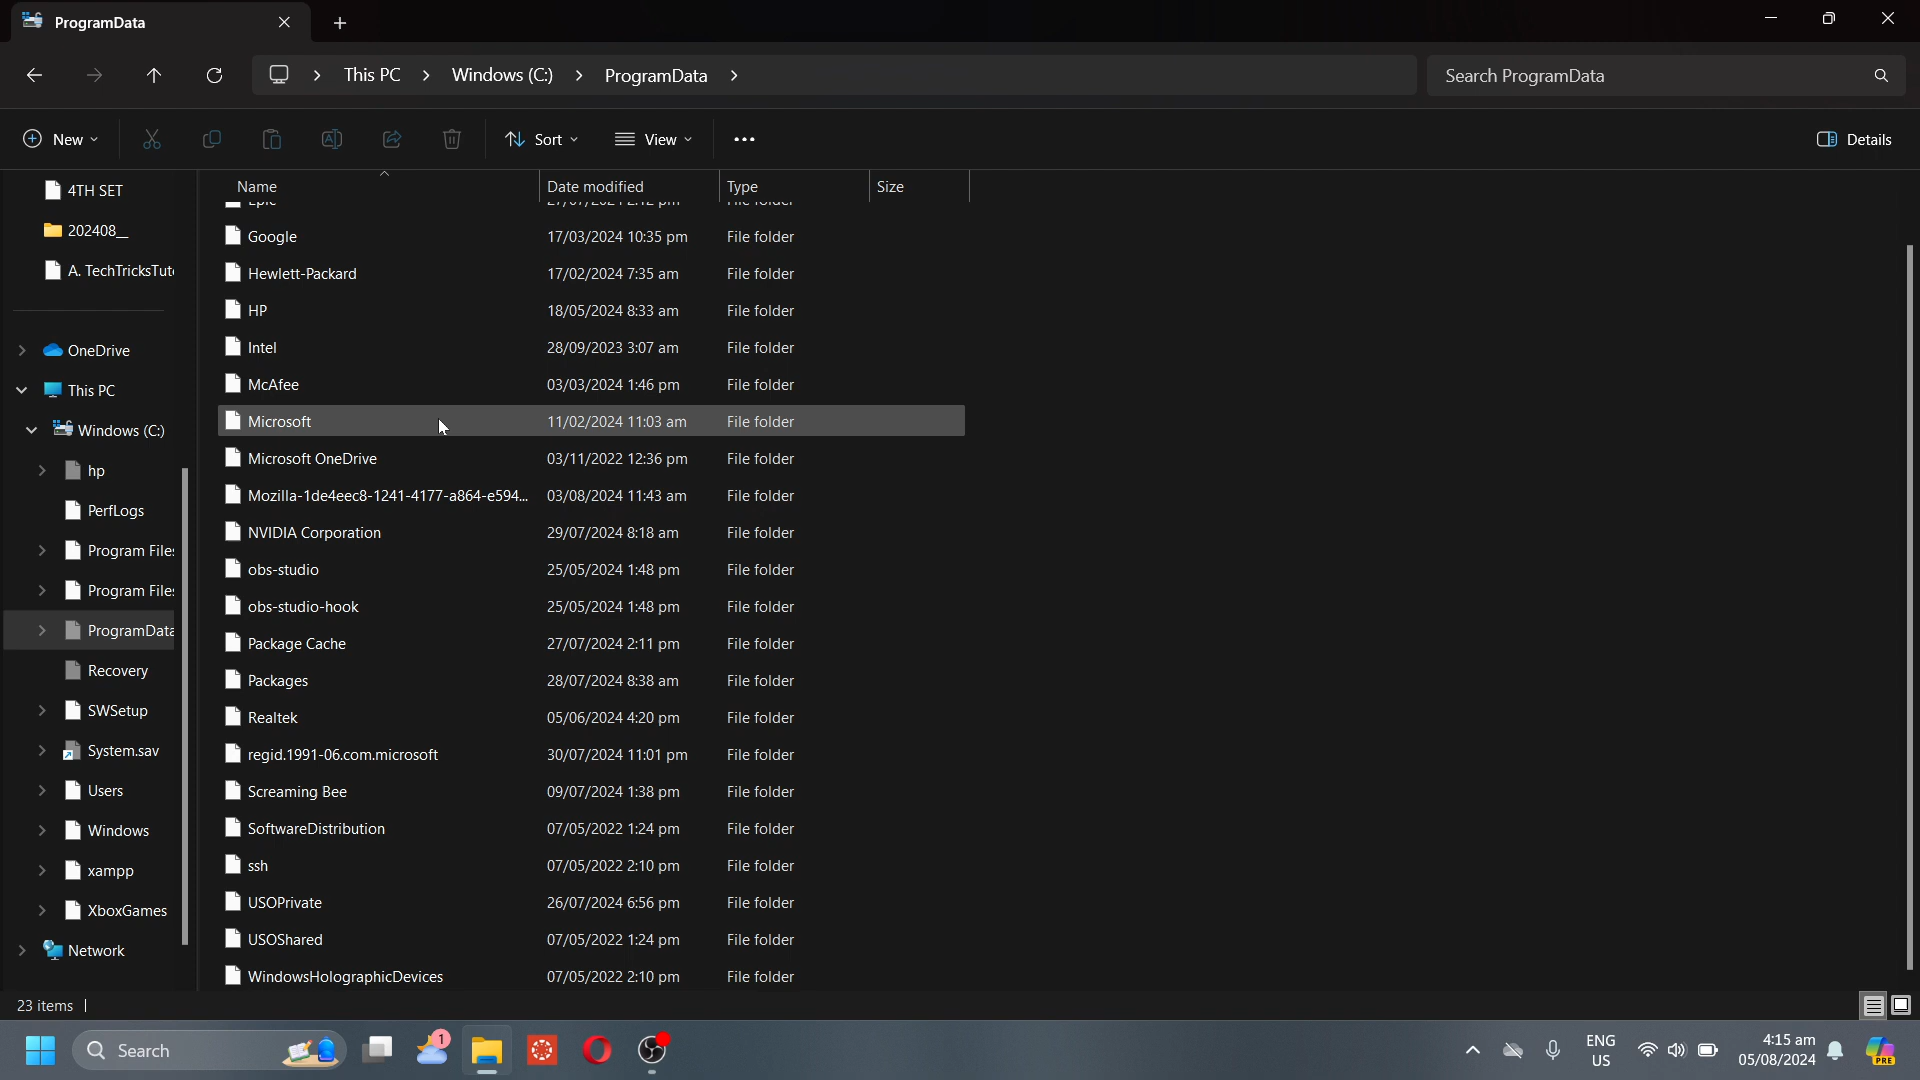 ProgramData
This PC > Windows (C:) > ProgramData >
Search ProgramData
New
Sort
View
Details
Name Date modified Type Size
4TH SET
202408__
A. TechTricksTut
OneDrive
This PC
Windows (C:)
hp
PerfLogs
Program Files
Program Files
ProgramData
Recovery
SWSetup
System.sav
Users
Windows
xampp
XboxGames
Network
Epic
Google 17/03/2024 10:35 pm File folder
Hewlett-Packard 17/02/2024 7:35 am File folder
HP 18/05/2024 8:33 am File folder
Intel 28/09/2023 3:07 am File folder
McAfee 03/03/2024 1:46 pm File folder
Microsoft 11/02/2024 11:03 am File folder
Microsoft OneDrive 03/11/2022 12:36 pm File folder
Mozilla-1de4eec8-1241-4177-a864-e594... 03/08/2024 11:43 am File folder
NVIDIA Corporation 29/07/2024 8:18 am File folder
obs-studio 25/05/2024 1:48 pm File folder
obs-studio-hook 25/05/2024 1:48 pm File folder
Package Cache 27/07/2024 2:11 pm File folder
Packages 28/07/2024 8:38 am File folder
Realtek 05/06/2024 4:20 pm File folder
regid.1991-06.com.microsoft 30/07/2024 11:01 pm File folder
Screaming Bee 09/07/2024 1:38 pm File folder
SoftwareDistribution 07/05/2022 1:24 pm File folder
ssh 07/05/2022 2:10 pm File folder
USOPrivate 26/07/2024 6:56 pm File folder
USOShared 07/05/2022 1:24 pm File folder
WindowsHolographicDevices 07/05/2022 2:10 pm File folder
23 items
Search
1
ENG
US
4:15 am
05/08/2024
PRE